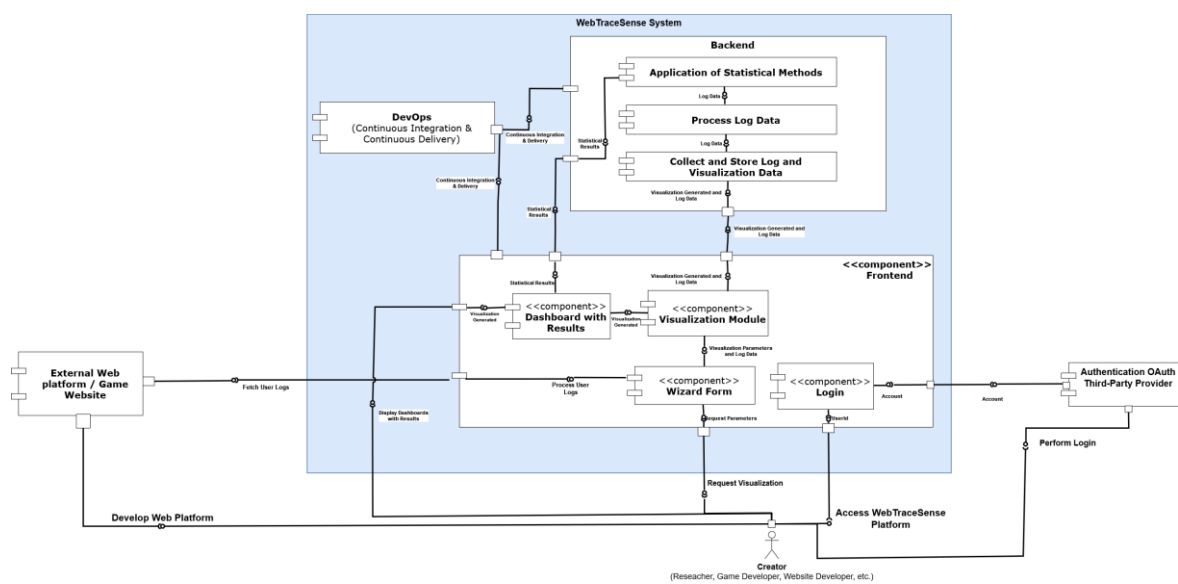 WebTraceSense System
Backend
Application of Statistical Methods
Log Data
Process Log Data
Log Data
Collect and Store Log and
Visualization Data
Visualization Generated and
Log Data
DevOps
(Continuous Integration &
Continuous Delivery)
Continuous Integration
& Delivery
Statistical
Results
Continuous Integration
& Delivery
Statistical
Results
Visualization Generated and
Log Data
<<component>>
Frontend
Statistical Results
Visualization Generated and
Log Data
<<component>>
Dashboard with
Results
Visualization
Generated
Visualization
Generated
<<component>>
Visualization Module
Visualization Parameters
and Log Data
External Web
platform / Game
Website
Fetch User Logs
Process User
Logs
<<component>>
Wizard Form
<<component>>
Login
Account
Account
Authentication OAuth
Third-Party Provider
Display Dashboards
with Results
Request Parameters
UserId
Perform Login
Request Visualization
Develop Web Platform
Access WebTraceSense
Platform
Creator
(Reseacher, Game Developer, Website Developer, etc.)